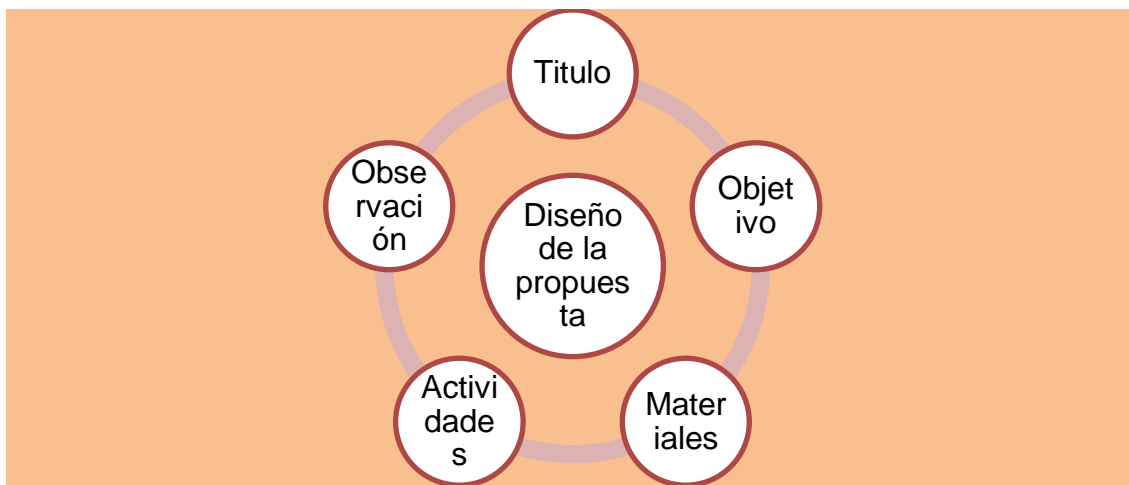 Titulo
Objet
ivo
Mater
iales
Activi
dade
s
Obse
rvaci
ón
Diseño
de la
propues
ta